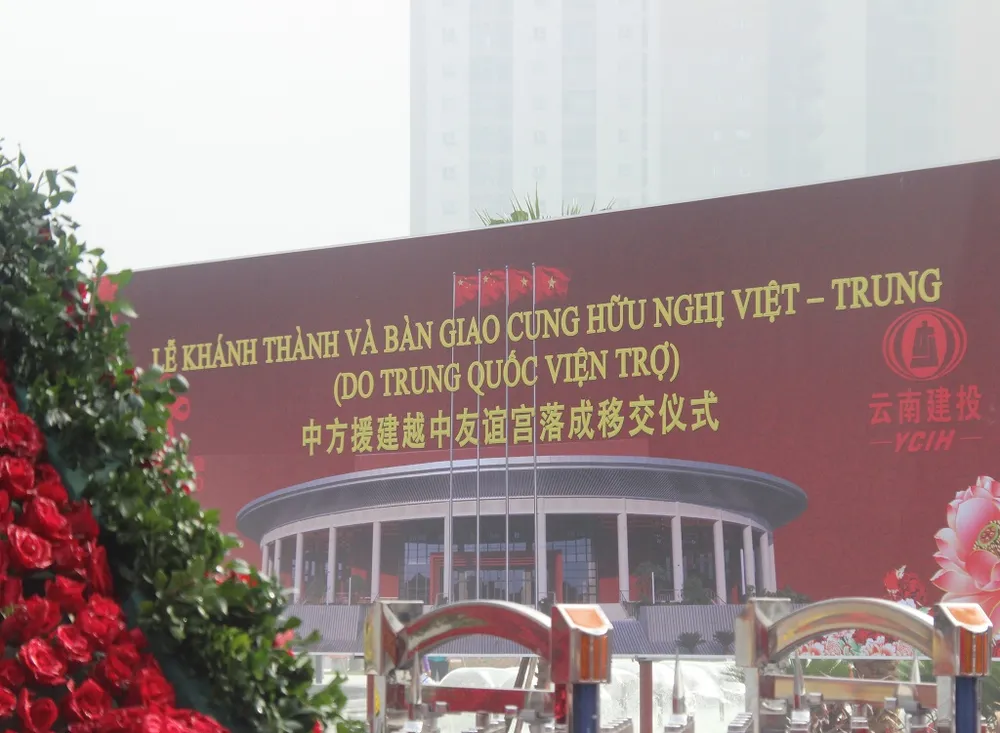 LỄ KHÁNH THÀNH VÀ BÀN GIAO CUNG HỮU NGHỊ VIỆT – TRUNG
(DO TRUNG QUỐC VIỆN TRỢ)
中方援建越中友谊宫落成移交仪式
云南建投
YCIH